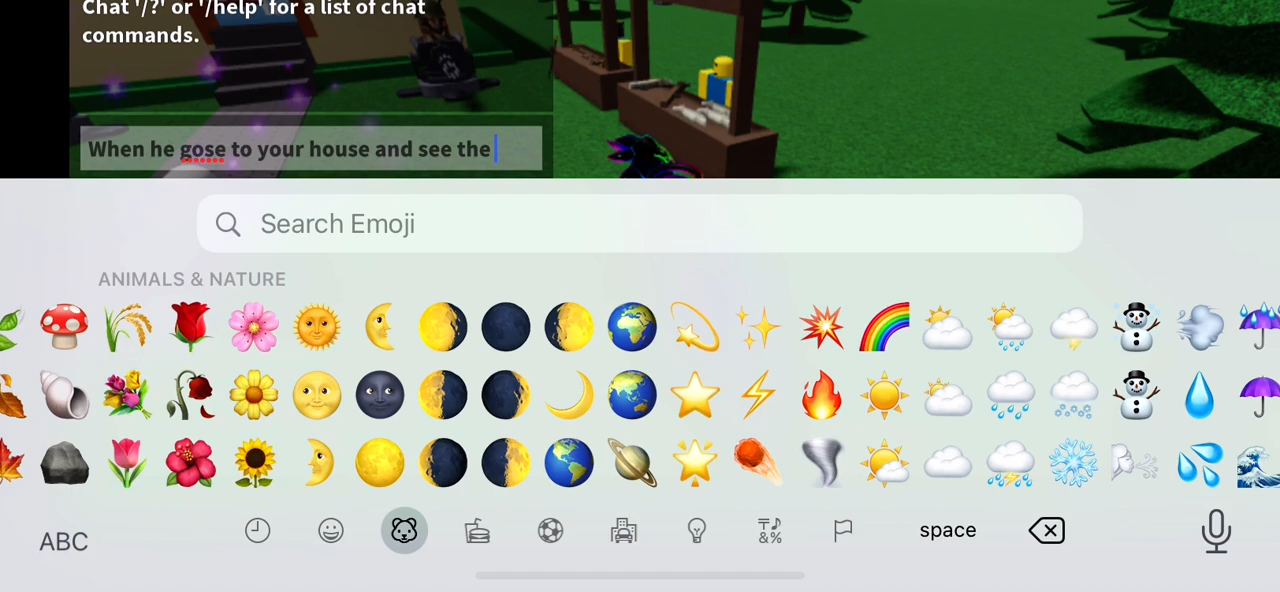 Chat '/?' or '/help' for a list of chat
commands.
When he gose to your house and see the
Search Emoji
ANIMALS & NATURE
ABC
space